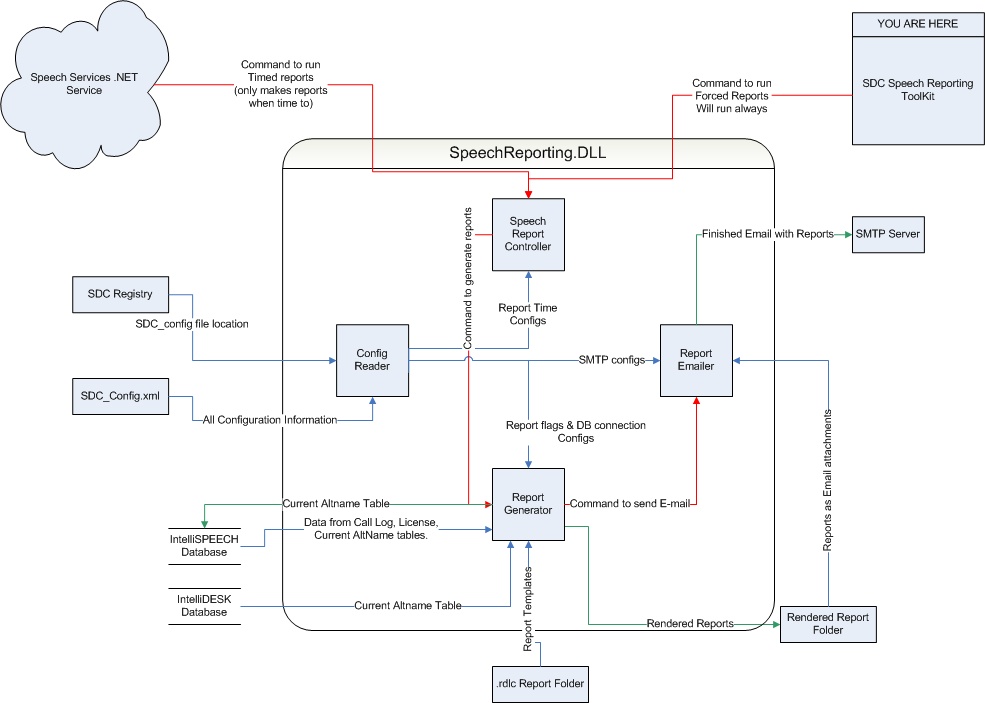 YOU ARE HERE
Speech Services .NET
Service
Command to run
Timed reports
(only makes reports
when time to)
Command to run
Forced Reports
Will run always
SDC Speech Reporting
ToolKit
SpeechReporting.DLL
Speech
Report
Controller
Command to generate reports
Finished Email with Reports
SMTP Server
SDC Registry
SDC_config file location
Report Time
Configs
Config
Reader
SMTP configs
Report
Emailer
SDC_Config.xml
All Configuration Information
Report flags & DB connection
Configs
Reports as Email attachments
Current Altname Table
Report
Generator
Command to send E-mail
Data from Call Log, License,
Current AltName tables.
IntelliSPEECH
Database
IntelliDESK
Database
Current Altname Table
Report Templates
Rendered Reports
Rendered Report
Folder
.rdlc Report Folder